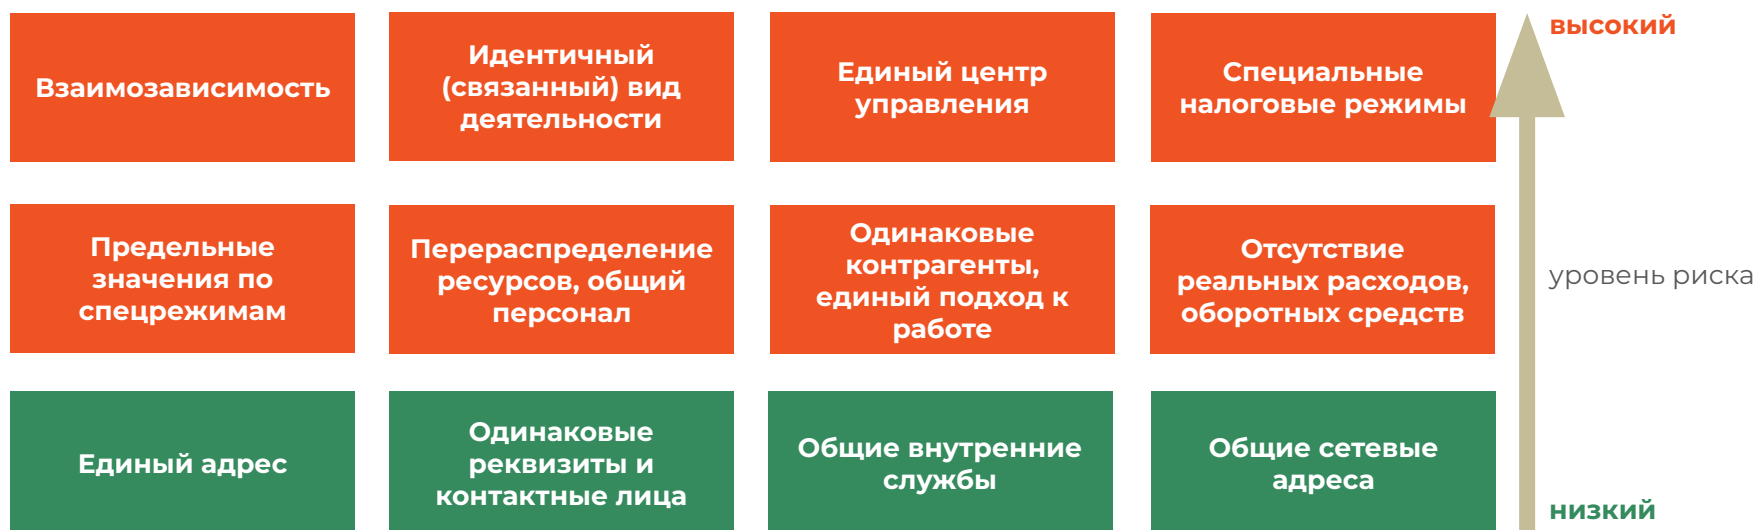 Взаимозависимость
Идентичный
(связанный) вид
деятельности
Единый центр
управления
Специальные
налоговые режимы
высокий
Предельные
значения по
спецрежимам
Перераспределение
ресурсов, общий
персонал
Одинаковые
контрагенты,
единый подход к
работе
Отсутствие
реальных расходов,
оборотных средств
уровень риска
Единый адрес
Одинаковые
реквизиты и
контактные лица
Общие внутренние
службы
Общие сетевые
адреса
низкий